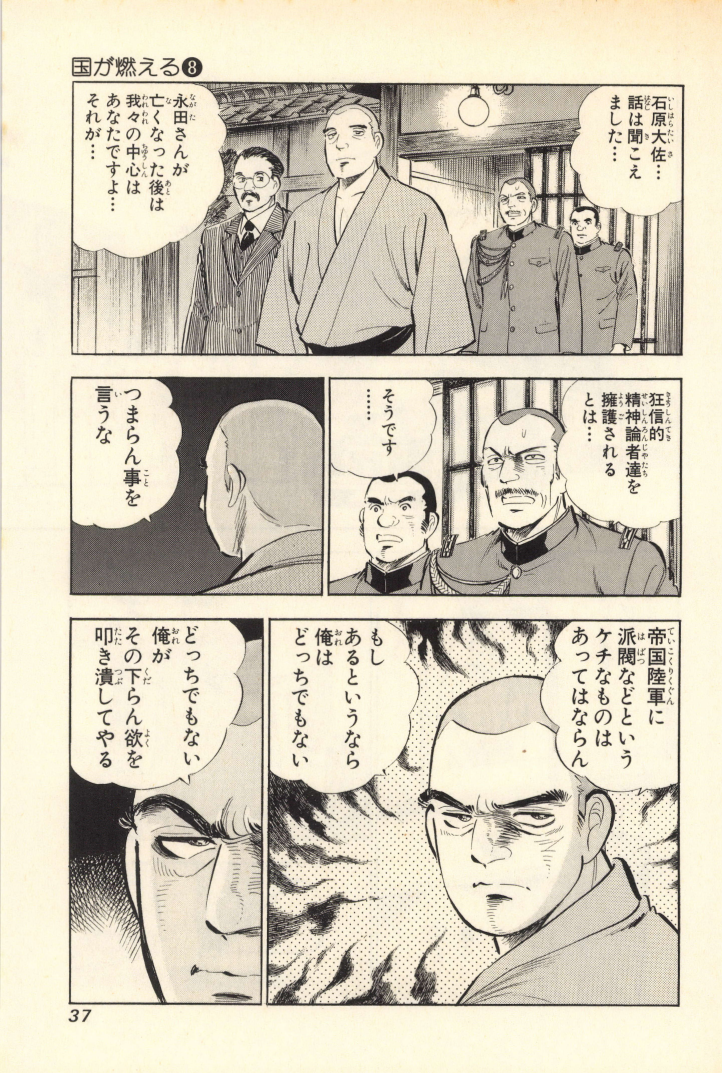 国が燃える❽
石原大佐…
話は聞こえ
ました…
永田さんが
亡くなった後は
我々の中心は
あなたですよ…
それが…
狂信的
精神論者達を
擁護される
とは…
そうです
……
つまらん事を
言うな
帝国陸軍に
派閥などという
ケチなものは
あってはならん
もし
あるというなら
俺は
どっちでもない
どっちでもない
俺が
その下らん欲を
叩き潰してやる
37